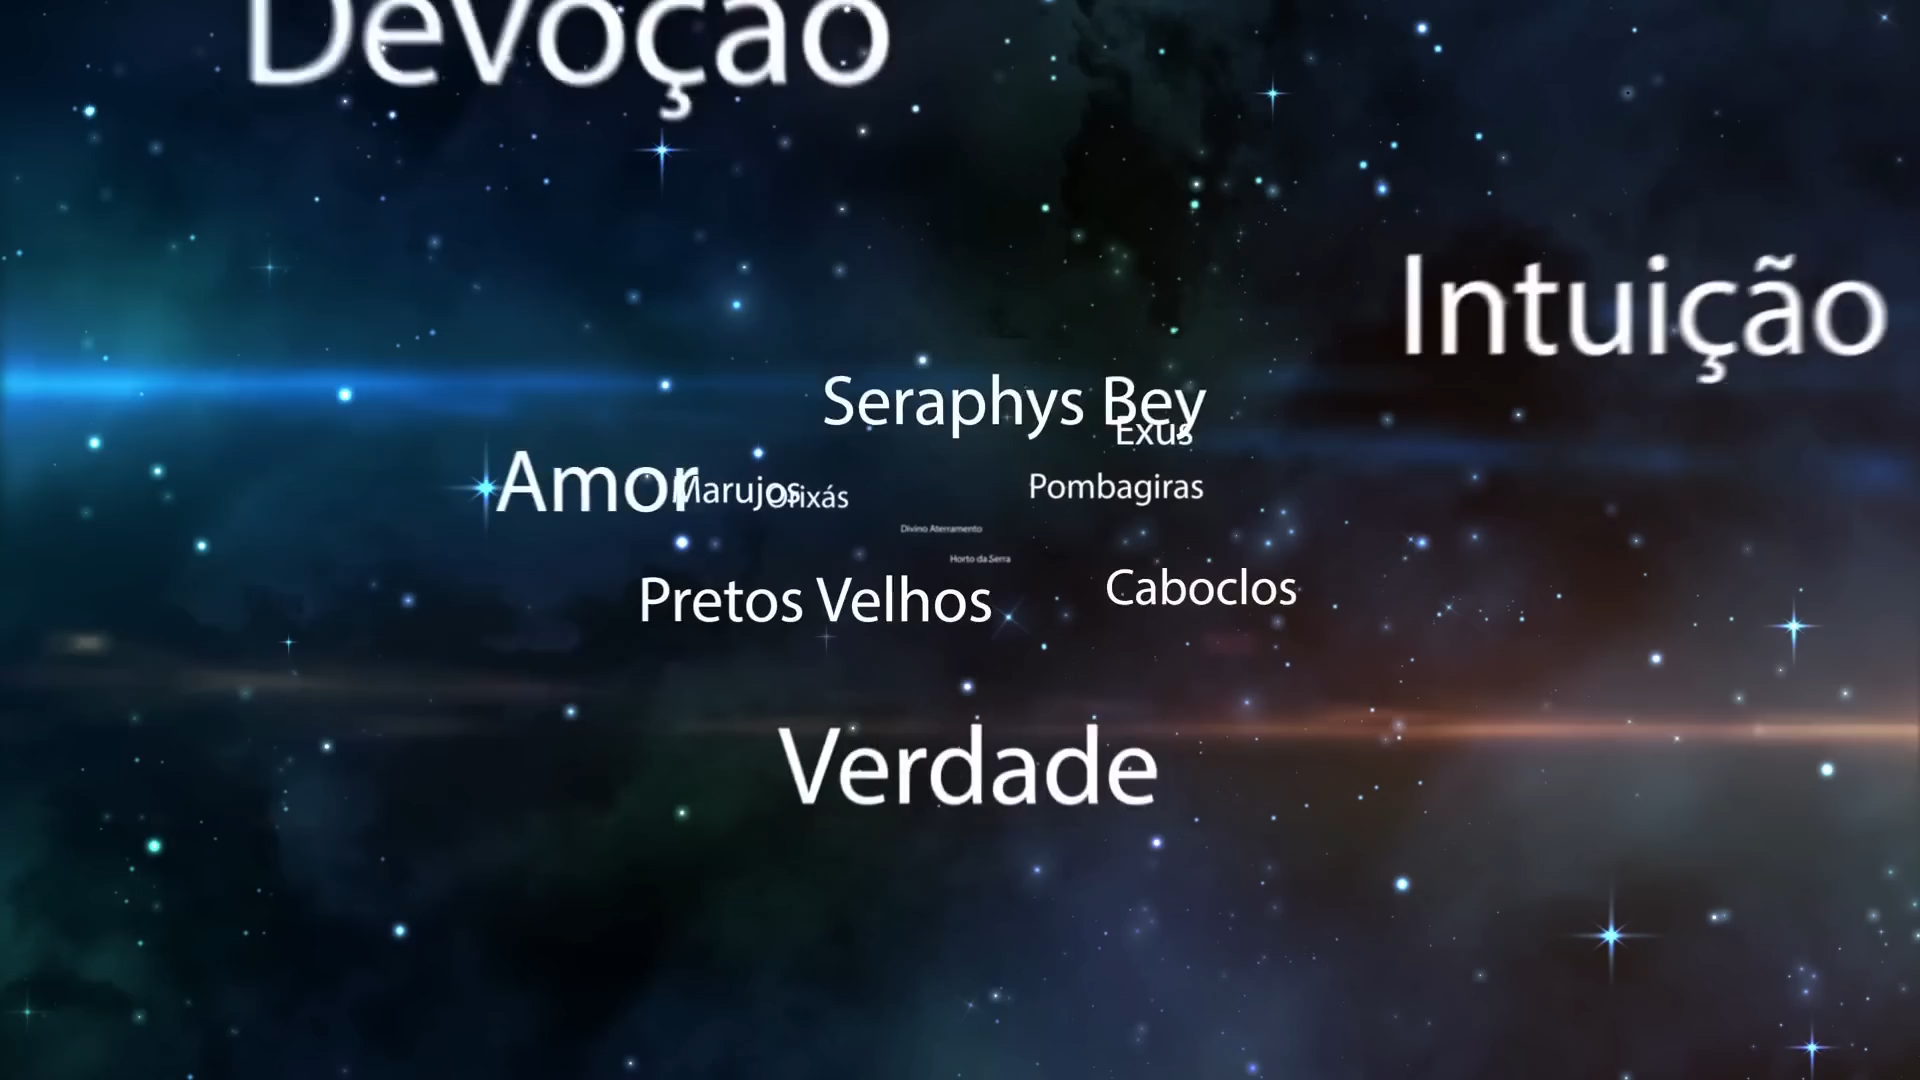 Devoção
Intuição
Seraphys Bey
Exus
Amor
Marujos
Orixás
Pombagiras
Divino Aterramento
Horto da Serra
Pretos Velhos
Caboclos
Verdade